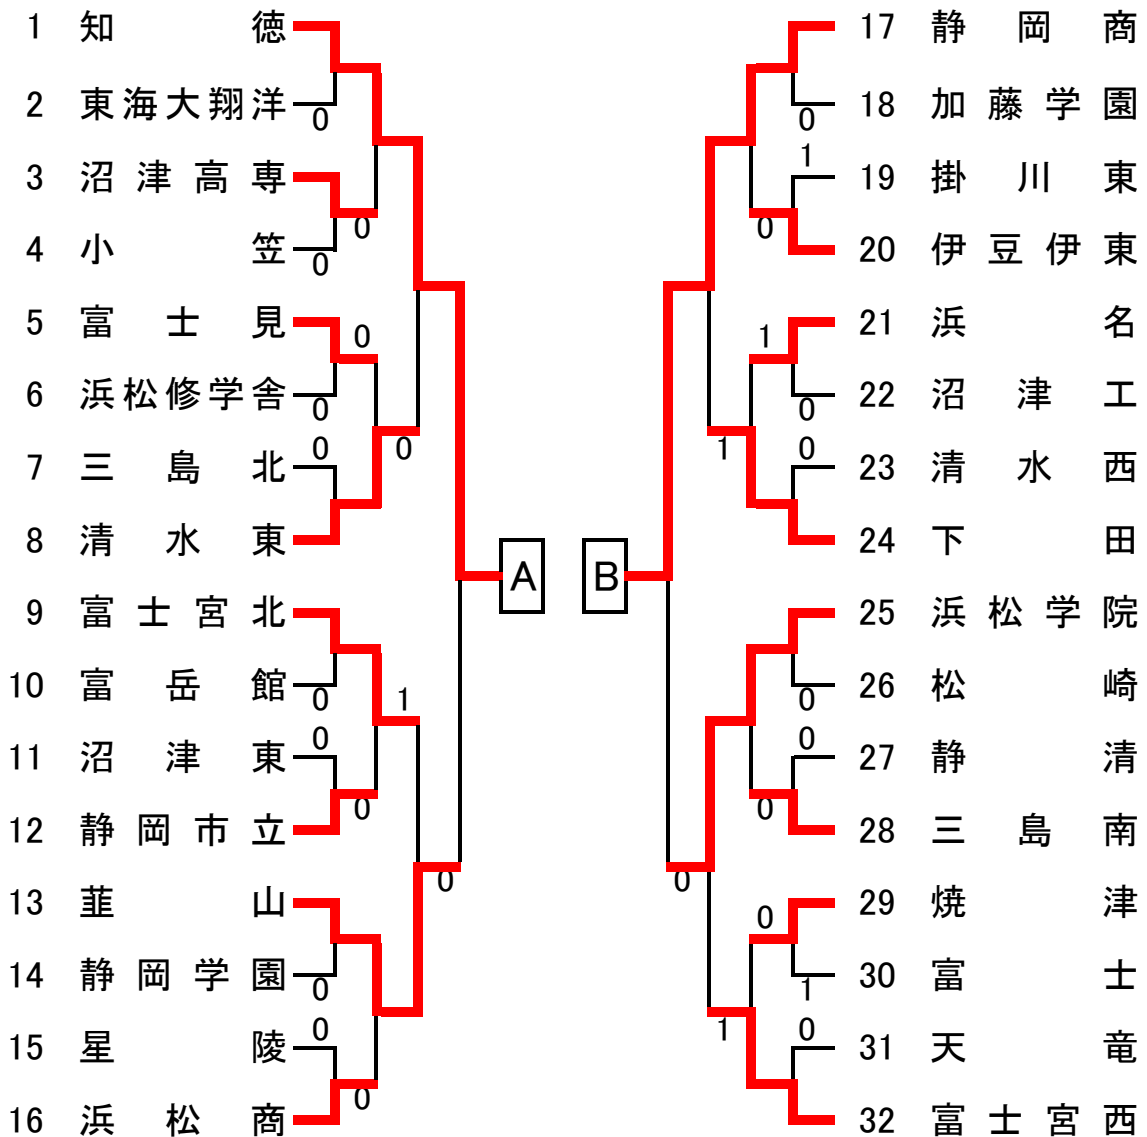 1 知徳
2 東海大翔洋
0
3 沼津高専
0
4 小笠
0
5 富士見
0
6 浜松修学舎
0
0
7 三島北
0
8 清水東
A
9 富士宮北
10 富岳館
0
1
11 沼津東
0
12 静岡市立
0
0
13 韮山
14 静岡学園
0
15 星陵
0
16 浜松商
0
17 静岡商
18 加藤学園
0
1
19 掛川東
0
20 伊豆伊東
21 浜名
1
22 沼津工
0
1
0
23 清水西
24 下田
B
25 浜松学院
26 松崎
0
0
27 静清
0
28 三島南
0
29 焼津
0
30 富士
1
1
0
31 天竜
32 富士宮西